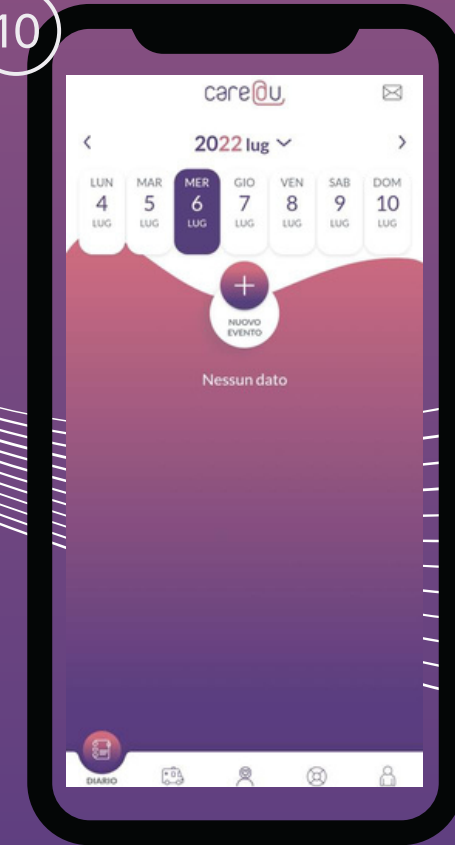 10
care@u
2022 lug
LUN MAR MER GIO VEN SAB DOM
4 5 6 7 8 9 10
LUG LUG LUG LUG LUG LUG LUG
NUOVO
EVENTO
Nessun dato
DIARIO